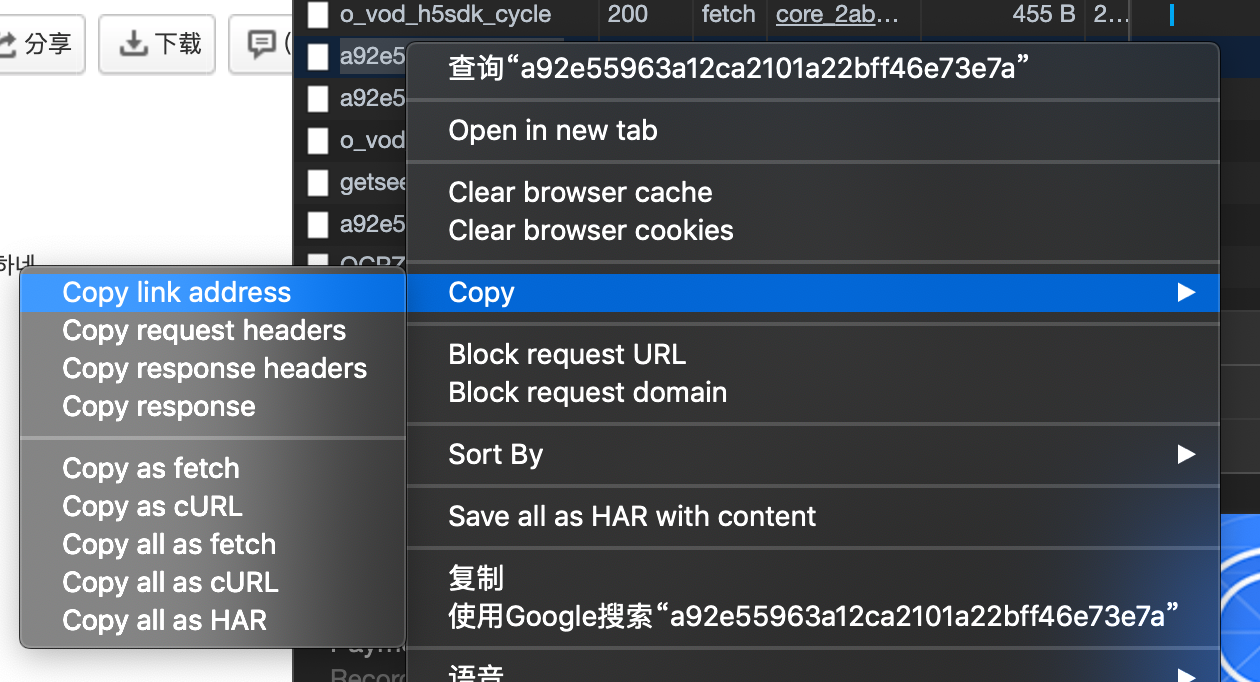 分享
下载
o_vod_h5sdk_cycle 200 fetch core_2ab… 455 B 2…
a92e5
查询“a92e55963a12ca2101a22bff46e73e7a”
a92e5
Open in new tab
o_vod
getsee
Clear browser cache
a92e5
Clear browser cookies
하네
Copy link address
Copy
Copy request headers
Copy response headers
Copy response
Block request URL
Block request domain
Copy as fetch
Copy as cURL
Copy all as fetch
Copy all as cURL
Copy all as HAR
Sort By
Save all as HAR with content
复制
使用Google搜索“a92e55963a12ca2101a22bff46e73e7a”
语音